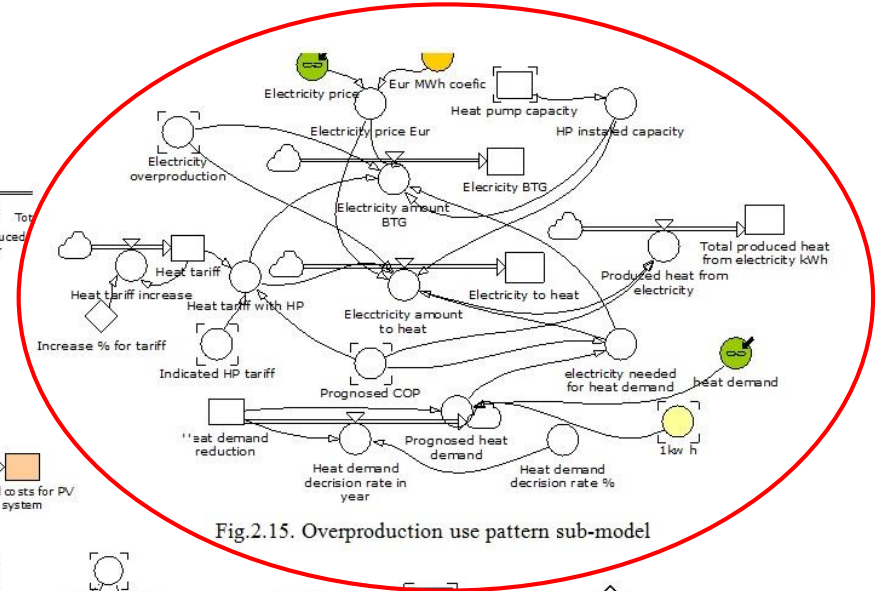 Electricity price
Eur MWh coefic
Heat pump capacity
Electricity price Eur
HP instaled capacity
Electricity
overproduction
Elecricity BTG
Electricity amount
BTG
Tot
uced
Total produced heat
from electricity kWh
Heat tariff
Produced heat from
electricity
Heat tariff increase
Heat tariff with HP
Electricity to heat
Elecctricity amount
to heat
Increase % for tariff
Indicated HP tariff
electricity needed
for heat demand
heat demand
Prognosed COP
eat demand
reduction
Prognosed heat
demand
1kw h
Heat demand
decrision rate in
year
Heat demand
decrision rate %
costs for PV
system
Fig.2.15. Overproduction use pattern sub-model